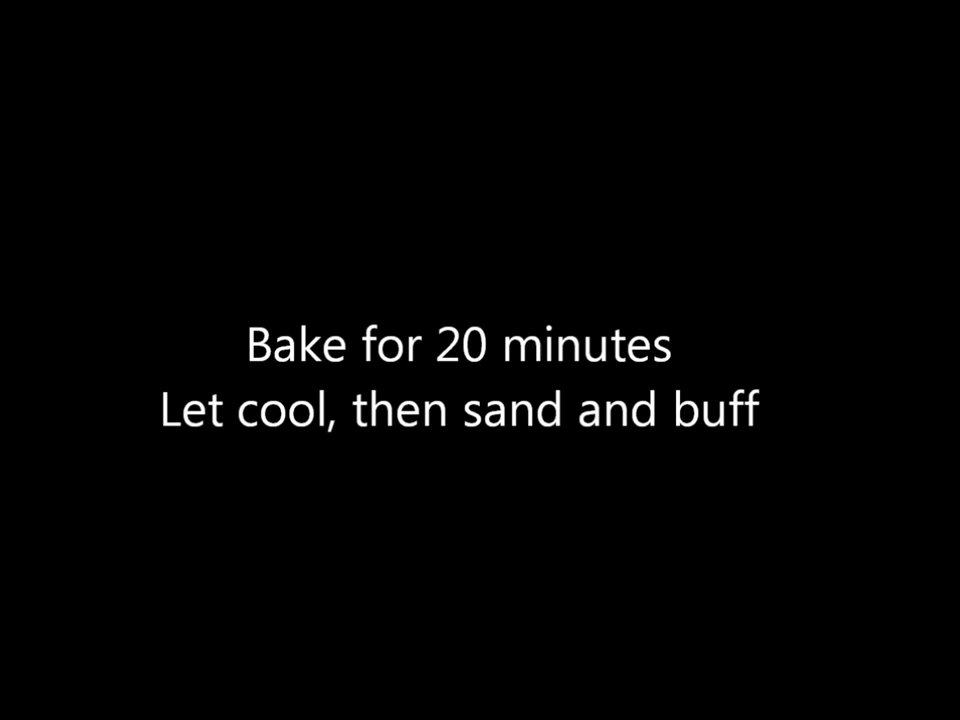 Bake for 20 minutes
Let cool, then sand and buff